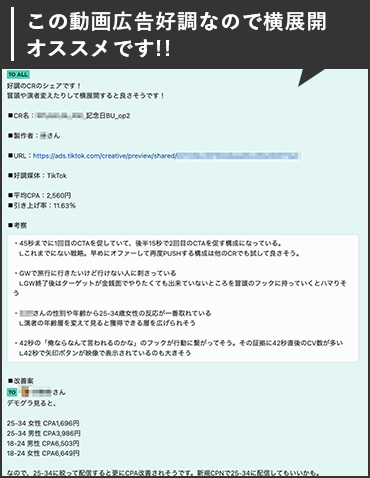 この動画広告好調なので横展開
オススメです!!
TO ALL
好調のCRのシェアです！
冒頭や演者変えたりして横展開すると良さそうです！
■CR名：_記念日BU_op2
■製作者：さん
■URL：https://ads.tiktok.com/creative/preview/shared/
■好調媒体：TikTok
■平均CPA：2,560円
■引き上げ率：11.63%
■考察
・45秒までに1回目のCTAを促していて、後半15秒で2回目のCTAを促す構成になっている。
Lこれまでにない戦略。早めにオファーして再度PUSHする構成は他のCRでも試して良さそう。
・GWで旅行に行きたいけど行けない人に刺さっている
LGW終了後はターゲットが金銭面でやりたくても出来ていないところを冒頭のフックに持っていくとハマりそ
う
・さんの性別や年齢から25-34歳女性の反応が一番取れている
L演者の年齢層を変えて見ると獲得できる層を広げられそう
・42秒の「俺ならなんて言われるのかな」のフックが行動に繋がってそう。その証拠に42秒直後のCV数が多い
L42秒で矢印ボタンが映像で表示されているのも大きそう
■改善案
TO さん
デモグラ見ると、
25-34 女性 CPA1,696円
25-34 男性 CPA3,986円
18-24 男性 CPA6,503円
18-24 女性 CPA6,649円
なので、25-34に絞って配信すると更にCPA改善されそうです。新規CPNで25-34に配信してもいいかも。